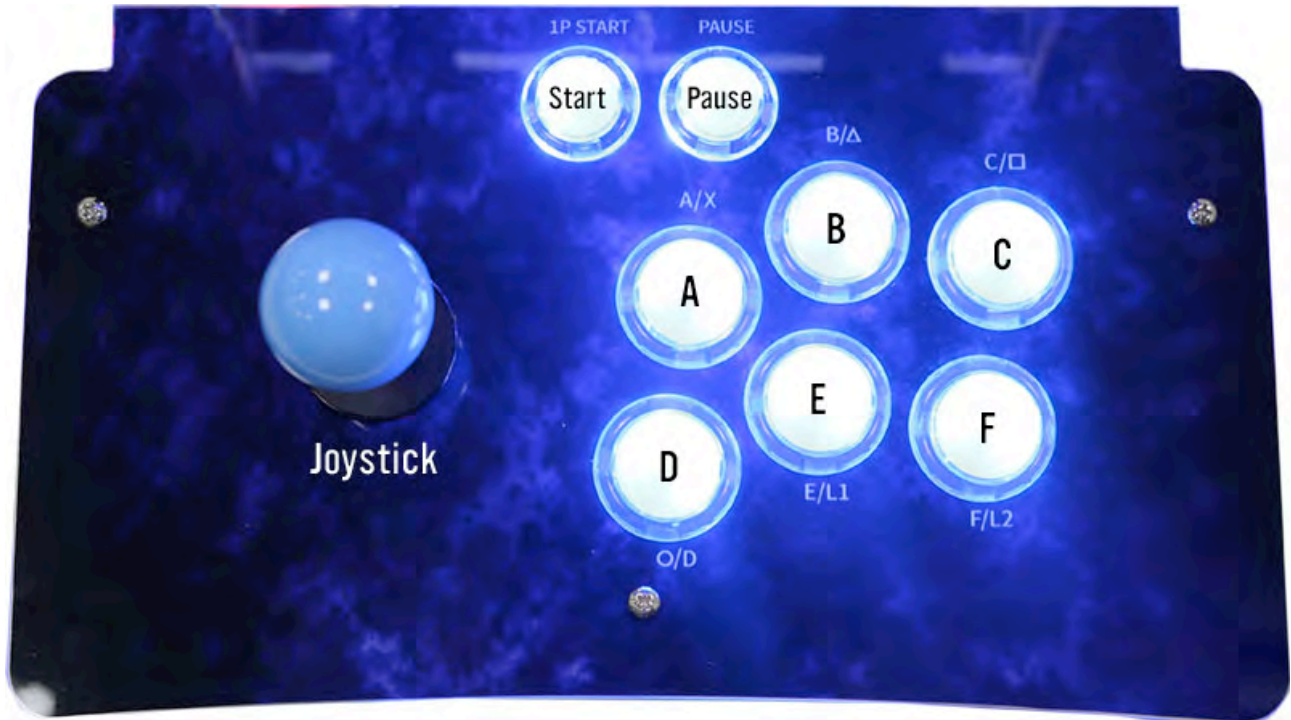 1P START PAUSE
Start Pause
B/Δ
C/□
A/X
B
C
A
E
F
Joystick
D
E/L1
F/L2
O/D